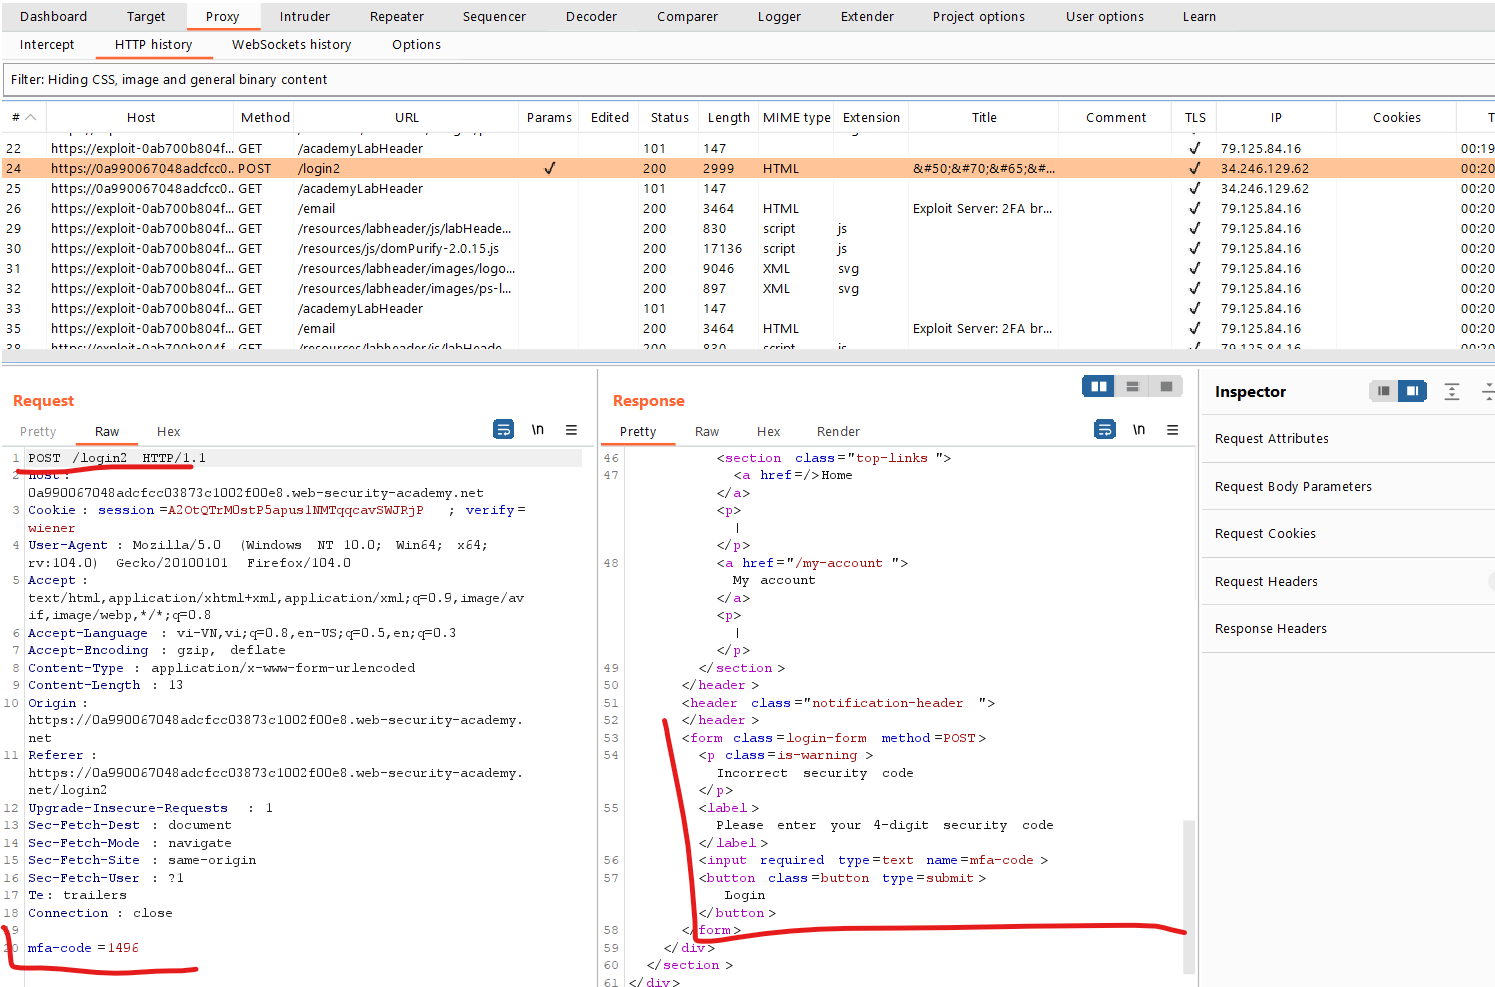 Dashboard Target Proxy Intruder Repeater Sequencer Decoder Comparer Logger Extender Project options User options Learn
Intercept HTTP history WebSockets history Options
Filter: Hiding CSS, image and general binary content
# Host Method URL Params Edited Status Length MIME type Extension Title Comment TLS IP Cookies T
22 https://exploit-0ab700b804f... GET /academyLabHeader 101 147 ✓ 79.125.84.16 00:19
24 https://0a990067048adcfcc0... POST /login2 ✓ 200 2999 HTML &#50;&#70;&#65;&#... ✓ 34.246.129.62 00:20
25 https://0a990067048adcfcc0... GET /academyLabHeader 101 147 ✓ 34.246.129.62 00:20
26 https://exploit-0ab700b804f... GET /email 200 3464 HTML Exploit Server: 2FA br... ✓ 79.125.84.16 00:20
29 https://exploit-0ab700b804f... GET /resources/labheader/js/labHeade... 200 830 script js ✓ 79.125.84.16 00:20
30 https://exploit-0ab700b804f... GET /resources/js/domPurify-2.0.15.js 200 17136 script js ✓ 79.125.84.16 00:20
31 https://exploit-0ab700b804f... GET /resources/labheader/images/logo... 200 9046 XML svg ✓ 79.125.84.16 00:20
32 https://exploit-0ab700b804f... GET /resources/labheader/images/ps-l... 200 897 XML svg ✓ 79.125.84.16 00:20
33 https://exploit-0ab700b804f... GET /academyLabHeader 101 147 ✓ 79.125.84.16 00:20
35 https://exploit-0ab700b804f... GET /email 200 3464 HTML Exploit Server: 2FA br... ✓ 79.125.84.16 00:20
38 https://exploit-0ab700b804f... GET /resources/labheader/js/labHeade... 200 830 script js ✓ 79.125.84.16 00:20
Request
Pretty Raw Hex \n
1 POST /login2 HTTP/1.1
2 Host:
0a990067048adcfcc03873c1002f00e8.web-security-academy.net
3 Cookie: session=A2OtQTrM0stP5apus1NMTqqcavSWJRjP ; verify=
wiener
4 User-Agent: Mozilla/5.0 (Windows NT 10.0; Win64; x64;
rv:104.0) Gecko/20100101 Firefox/104.0
5 Accept:
text/html,application/xhtml+xml,application/xml;q=0.9,image/av
if,image/webp,*/*;q=0.8
6 Accept-Language: vi-VN,vi;q=0.8,en-US;q=0.5,en;q=0.3
7 Accept-Encoding: gzip, deflate
8 Content-Type: application/x-www-form-urlencoded
9 Content-Length: 13
10 Origin:
https://0a990067048adcfcc03873c1002f00e8.web-security-academy.
net
11 Referer:
https://0a990067048adcfcc03873c1002f00e8.web-security-academy.
net/login2
12 Upgrade-Insecure-Requests: 1
13 Sec-Fetch-Dest: document
14 Sec-Fetch-Mode: navigate
15 Sec-Fetch-Site: same-origin
16 Sec-Fetch-User: ?1
17 Te: trailers
18 Connection: close
19
20 mfa-code=1496
Response
Pretty Raw Hex Render \n
46 <section class="top-links">
47 <a href=/>Home
</a>
<p>
|
</p>
48 <a href="/my-account">
My account
</a>
<p>
|
</p>
49 </section>
50 </header>
51 <header class="notification-header">
52 </header>
53 <form class=login-form method=POST>
54 <p class=is-warning>
Incorrect security code
</p>
55 <label>
Please enter your 4-digit security code
</label>
56 <input required type=text name=mfa-code>
57 <button class=button type=submit>
Login
</button>
58 </form>
59 </div>
60 </section>
61 </div>
Inspector
Request Attributes
Request Body Parameters
Request Cookies
Request Headers
Response Headers